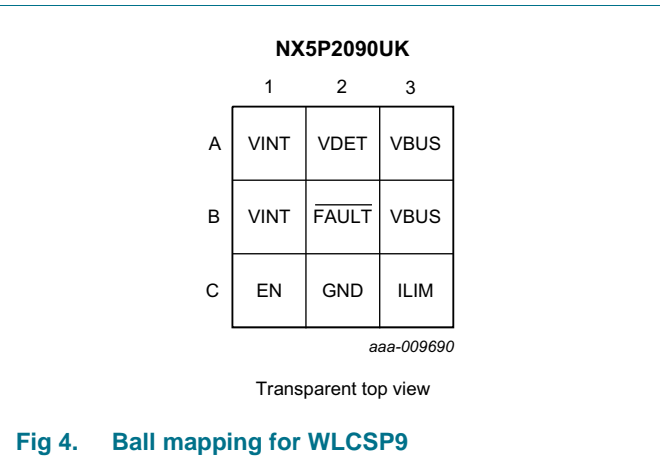 NX5P2090UK
1 2 3
A VINT VDET VBUS
B VINT FAULT VBUS
C EN GND ILIM
aaa-009690
Transparent top view
Fig 4. Ball mapping for WLCSP9